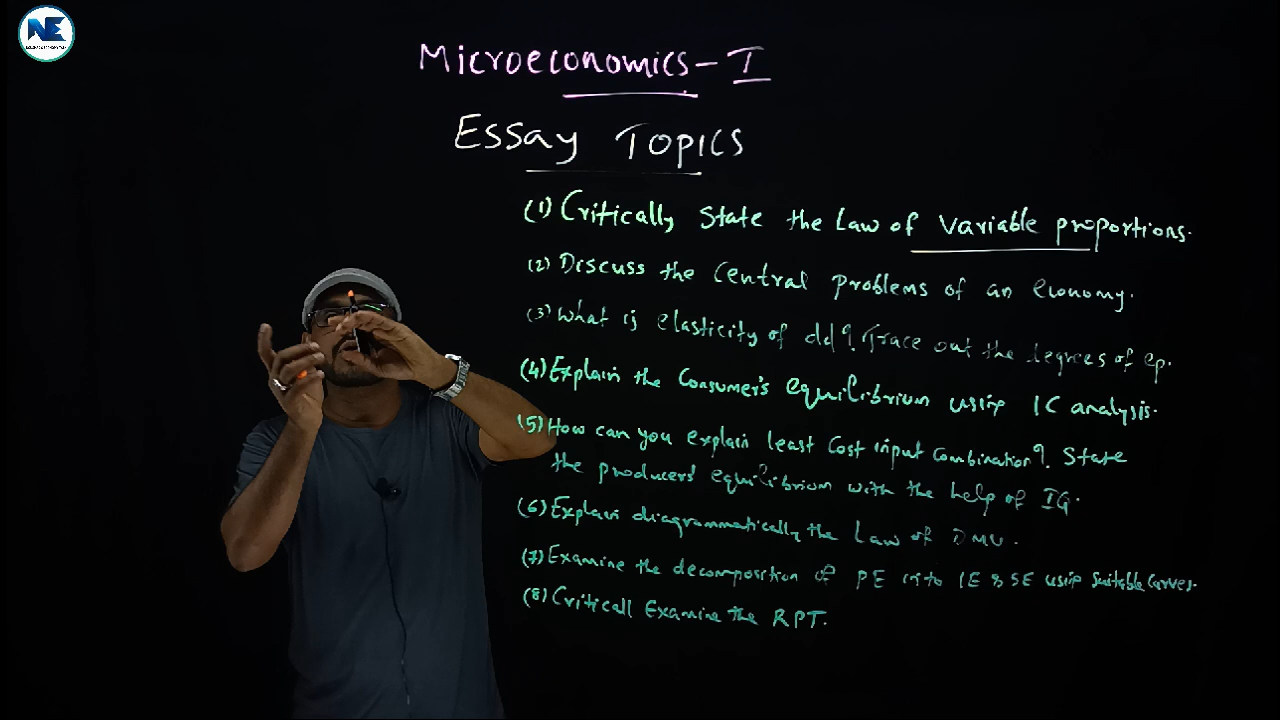 NE
Microeconomics - I
Essay Topics
(1) Critically State the Law of Variable proportions.
(2) Discuss the Central problems of an economy.
(3) What is elasticity of dd? Trace out the degrees of ep.
(4) Explain the Consumer's equilibrium using IC analysis.
(5) How can you explain least Cost input Combination? State
the producers equilibrium with the help of IQ.
(6) Explain diagrammatically the Law of DMU.
(7) Examine the decomposition of PE into IE & SE using suitable Curves.
(8) Criticall Examine the RPT.